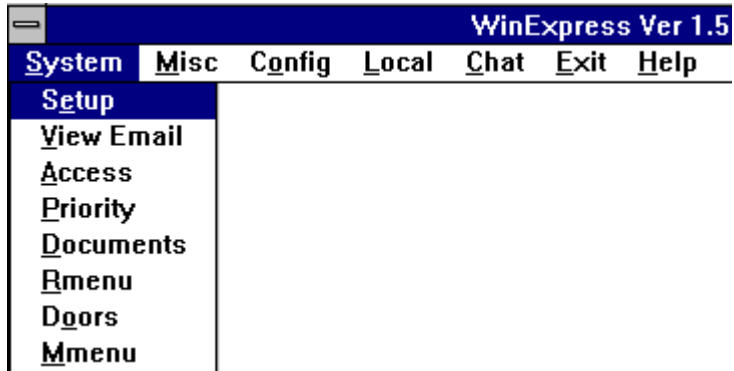 WinExpress Ver 1.5
System Misc Config Local Chat Exit Help
Setup
View Email
Access
Priority
Documents
Rmenu
Doors
Mmenu